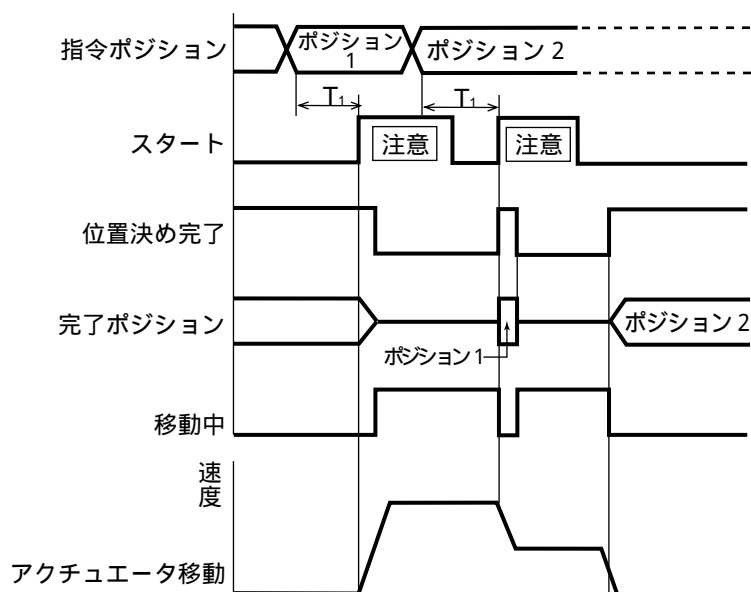 指令ポジション
ポジション
1
ポジション 2
T₁
T₁
スタート
注意
注意
位置決め完了
完了ポジション
ポジション 2
ポジション 1
移動中
速度
アクチュエータ移動